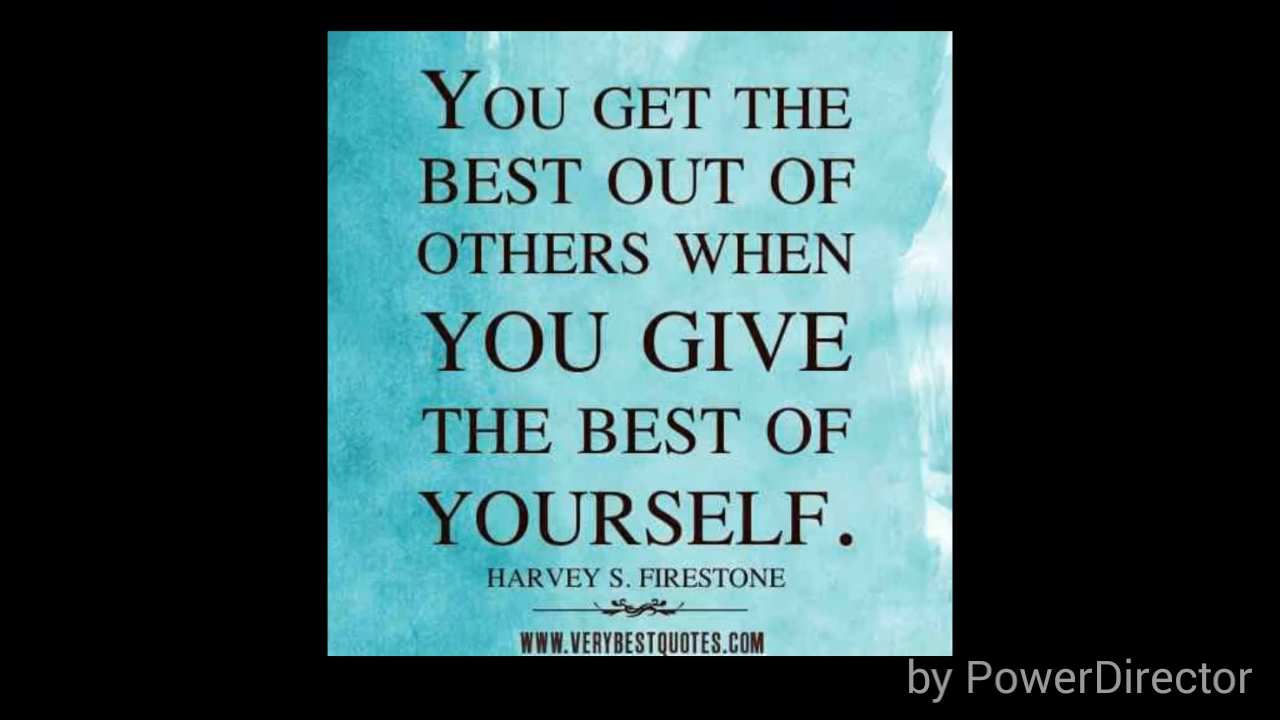 YOU GET THE
BEST OUT OF
OTHERS WHEN
YOU GIVE
THE BEST OF
YOURSELF.
HARVEY S. FIRESTONE
WWW.VERYBESTQUOTES.COM
by PowerDirector